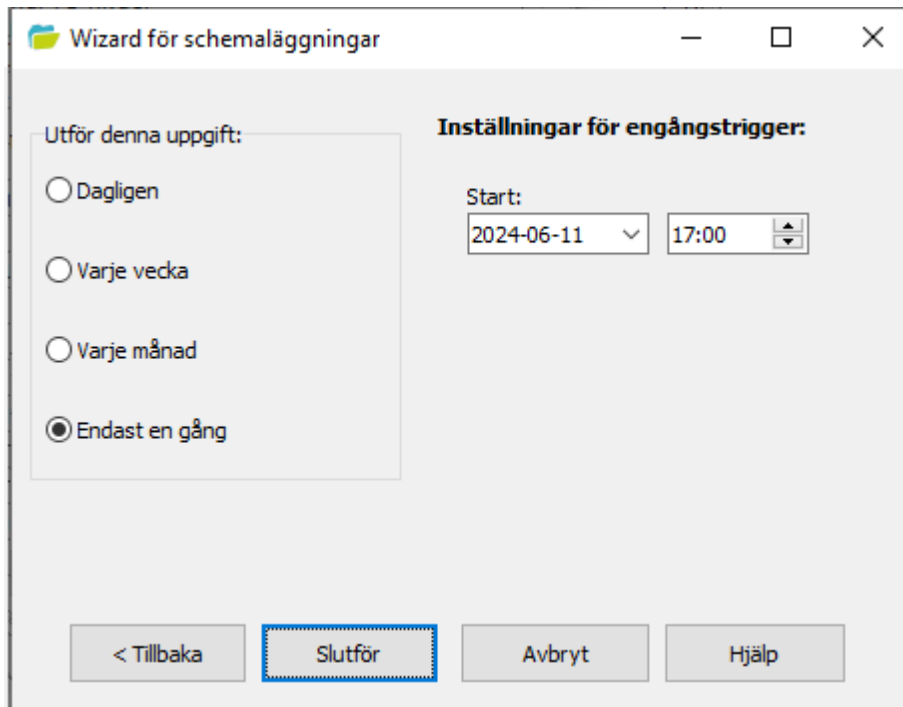 Wizard för schemaläggningar
Utför denna uppgift:
Dagligen
Varje vecka
Varje månad
Endast en gång
Inställningar för engångstrigger:
Start:
2024-06-11 17:00
< Tillbaka Slutför Avbryt Hjälp